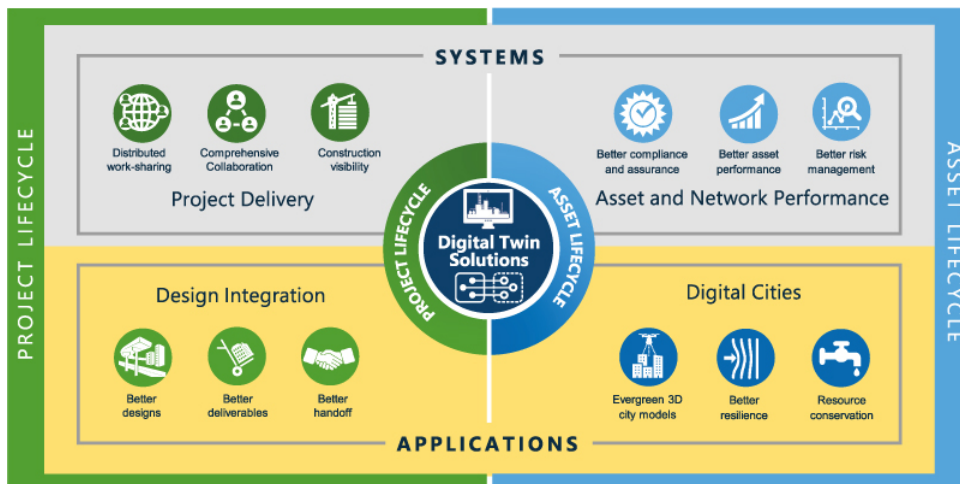 PROJECT LIFECYCLE
SYSTEMS
Distributed
work-sharing
Comprehensive
Collaboration
Construction
visibility
Project Delivery
Better compliance
and assurance
Better asset
performance
Better risk
management
Asset and Network Performance
PROJECT LIFECYCLE
Digital Twin
Solutions
ASSET LIFECYCLE
Design Integration
Better
designs
Better
deliverables
Better
handoff
Digital Cities
Evergreen 3D
city models
Better
resilience
Resource
conservation
APPLICATIONS
ASSET LIFECYCLE